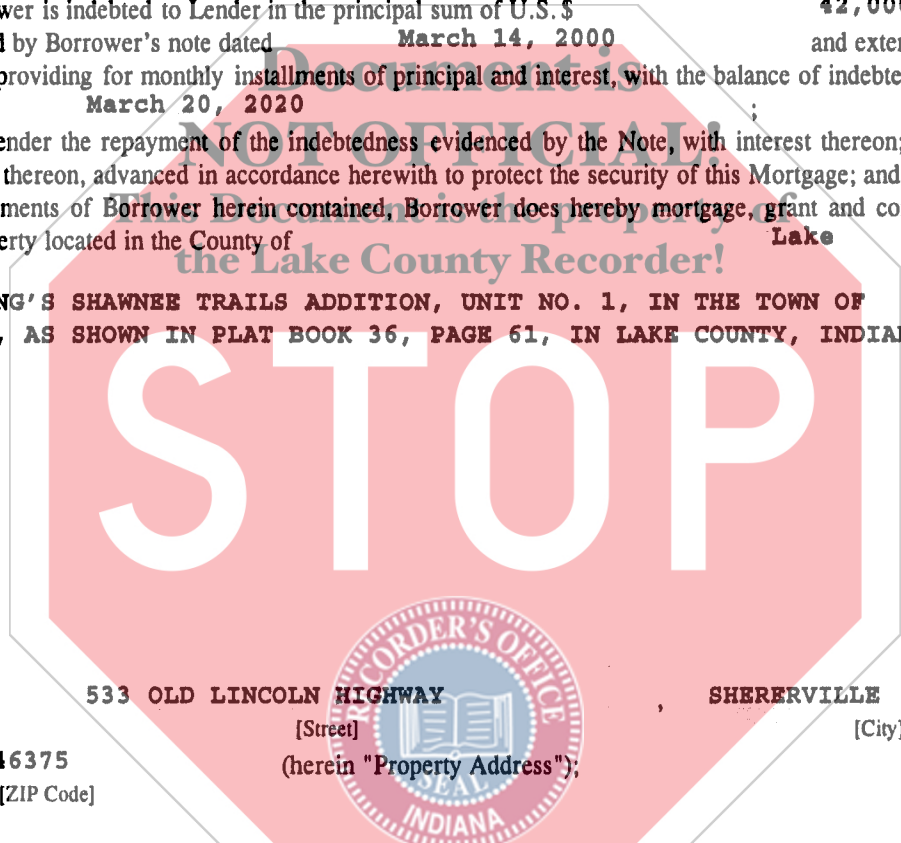 wer is indebted to Lender in the principal sum of U.S. $ 42,00
l by Borrower's note dated March 14, 2000 and exter
providing for monthly installments of principal and interest, with the balance of indebte
March 20, 2020 ;
ender the repayment of the indebtedness evidenced by the Note, with interest thereon;
thereon, advanced in accordance herewith to protect the security of this Mortgage; and
ments of Borrower herein contained, Borrower does hereby mortgage, grant and co
erty located in the County of Lake
Document is
NOT OFFICIAL!
This Document is the property of
the Lake County Recorder!
NG'S SHAWNEE TRAILS ADDITION, UNIT NO. 1, IN THE TOWN OF
, AS SHOWN IN PLAT BOOK 36, PAGE 61, IN LAKE COUNTY, INDIAN
STOP
RECORDER'S OFFICE
SEAL
INDIANA
533 OLD LINCOLN HIGHWAY , SHERERVILLE
[Street] [City]
46375 (herein "Property Address");
[ZIP Code]